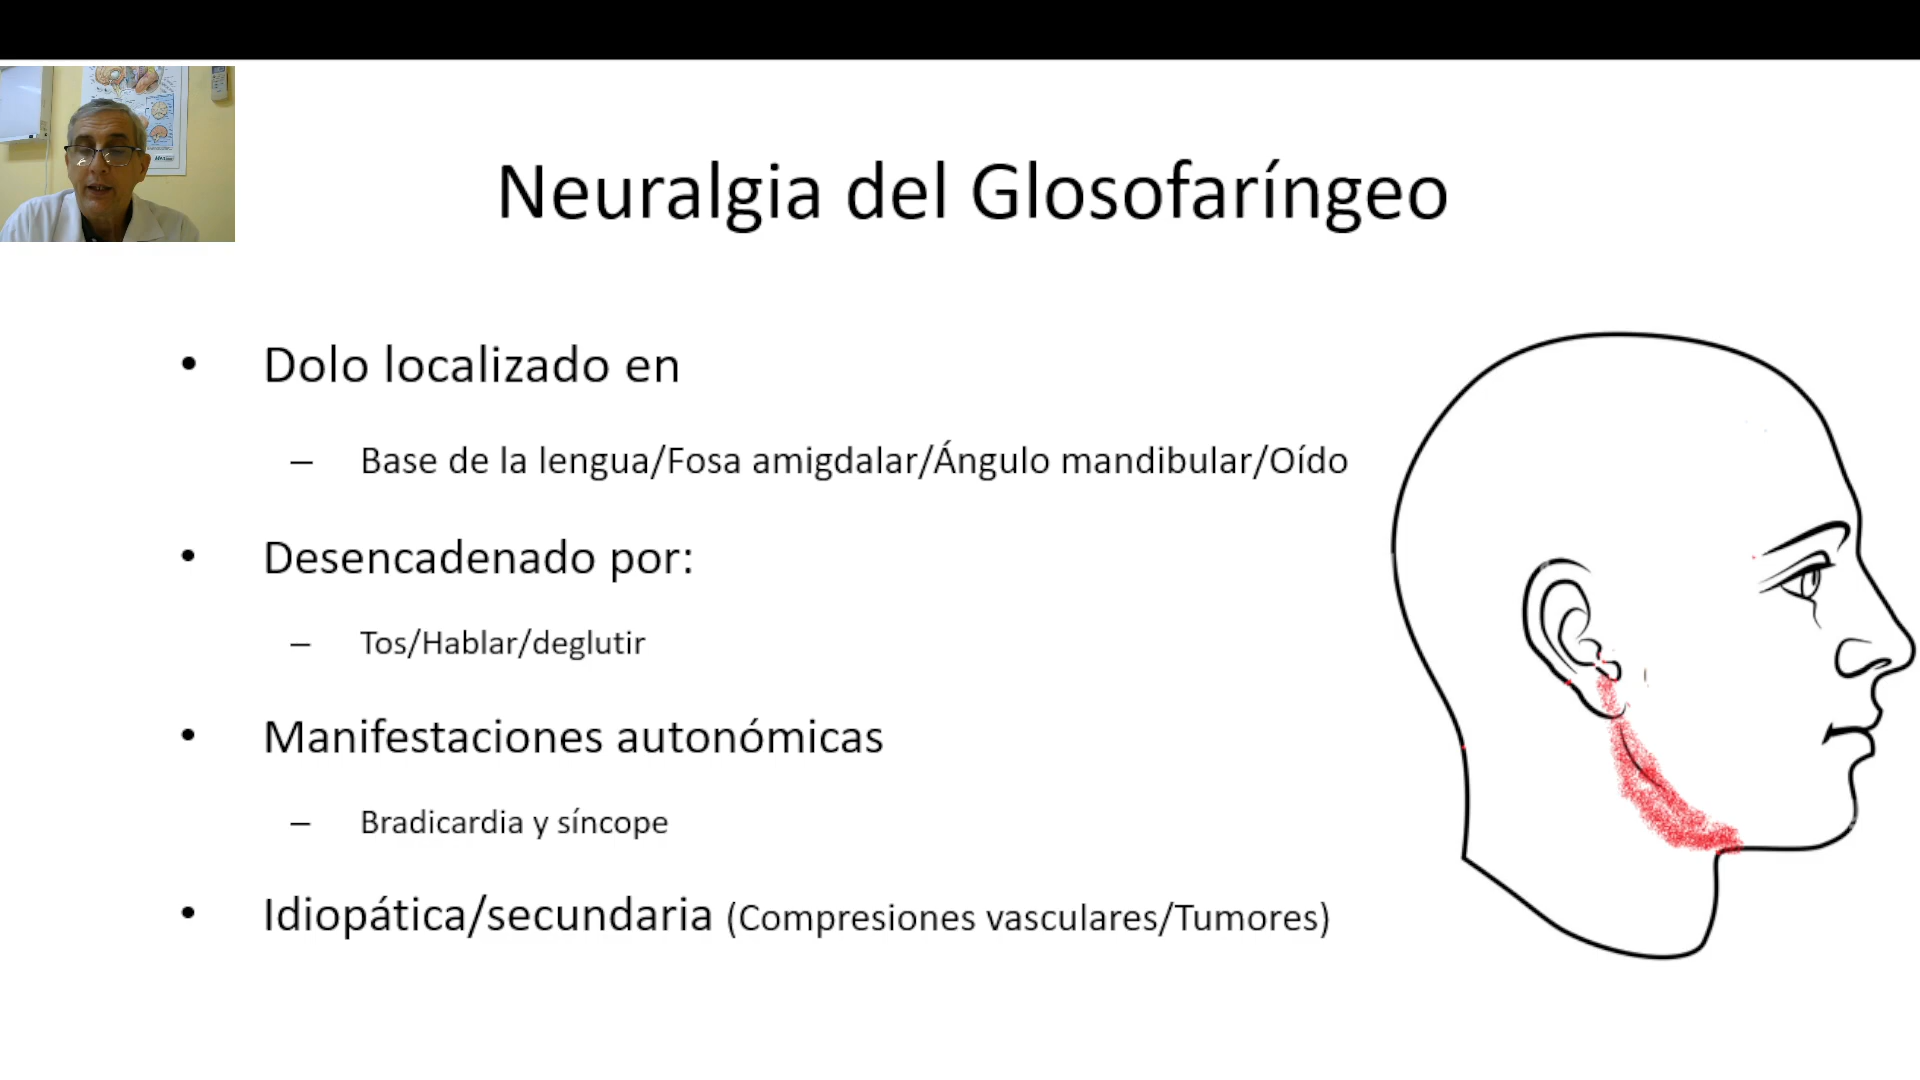 Neuralgia del Glosofaríngeo
• Dolo localizado en
– Base de la lengua/Fosa amigdalar/Ángulo mandibular/Oído
• Desencadenado por:
– Tos/Hablar/deglutir
• Manifestaciones autonómicas
– Bradicardia y síncope
• Idiopática/secundaria (Compresiones vasculares/Tumores)